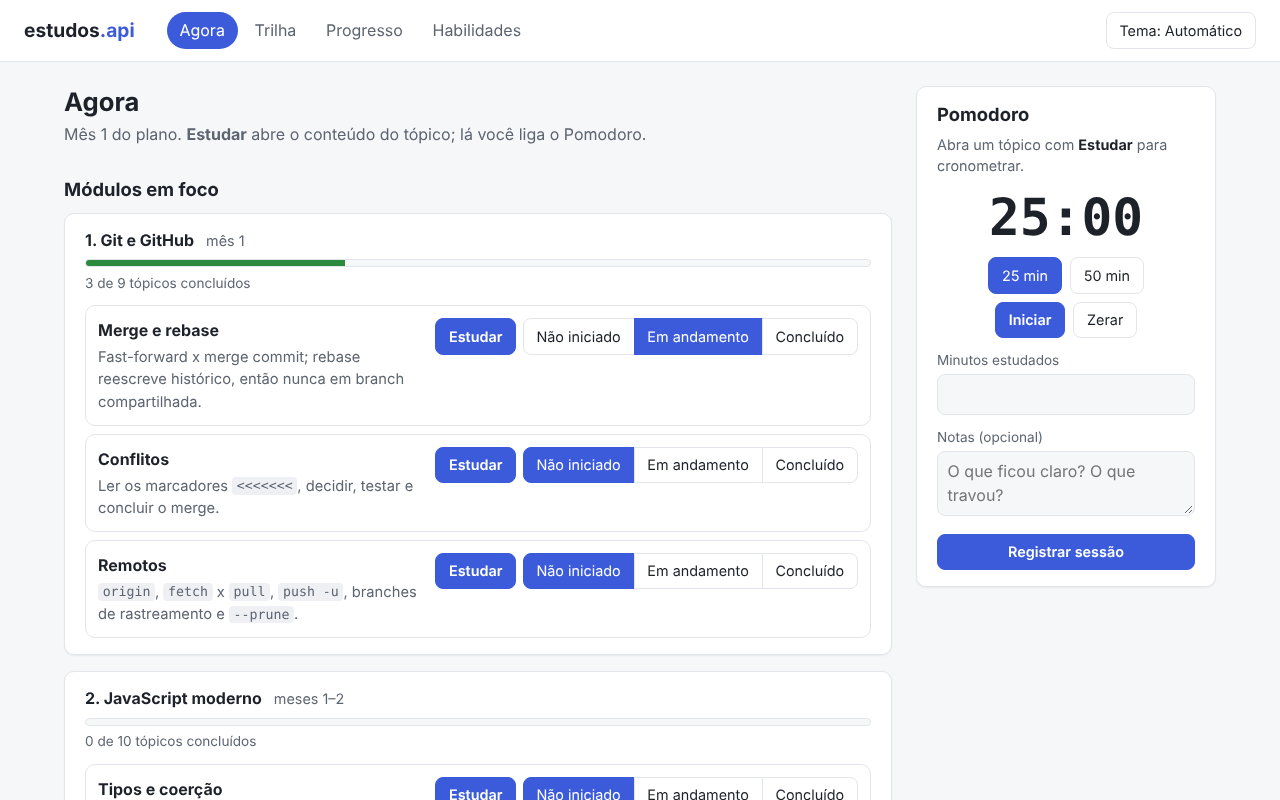 estudos.api
Agora
Trilha
Progresso
Habilidades
Tema: Automático
Agora
Mês 1 do plano. Estudar abre o conteúdo do tópico; lá você liga o Pomodoro.
Módulos em foco
1. Git e GitHub mês 1
3 de 9 tópicos concluídos
Merge e rebase
Fast-forward x merge commit; rebase
reescreve histórico, então nunca em branch
compartilhada.
Estudar
Não iniciado
Em andamento
Concluído
Conflitos
Ler os marcadores <<<<<<<, decidir, testar e
concluir o merge.
Estudar
Não iniciado
Em andamento
Concluído
Remotos
origin, fetch x pull, push -u, branches
de rastreamento e --prune.
Estudar
Não iniciado
Em andamento
Concluído
2. JavaScript moderno meses 1–2
0 de 10 tópicos concluídos
Tipos e coerção
Estudar
Não iniciado
Em andamento
Concluído
Pomodoro
Abra um tópico com Estudar para
cronometrar.
25:00
25 min
50 min
Iniciar
Zerar
Minutos estudados
Notas (opcional)
O que ficou claro? O que
travou?
Registrar sessão